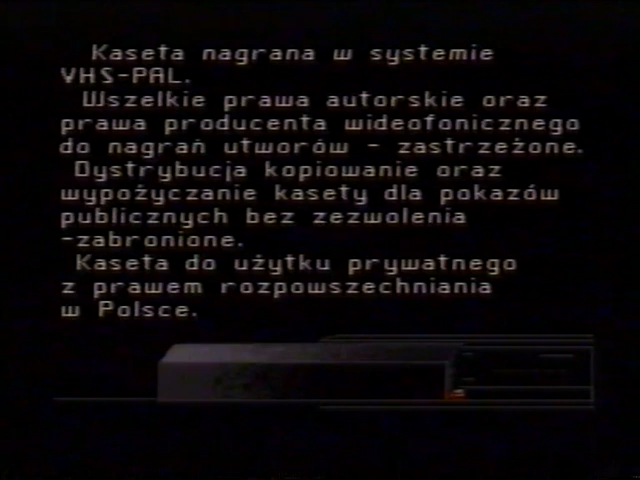 Kaseta nagrana w systemie
VHS-PAL.
Wszelkie prawa autorskie oraz
prawa producenta wideofonicznego
do nagrań utworów - zastrzeżone.
Dystrybucja kopiowanie oraz
wypożyczanie kasety dla pokazów
publicznych bez zezwolenia
-zabronione.
Kaseta do użytku prywatnego
z prawem rozpowszechniania
w Polsce.